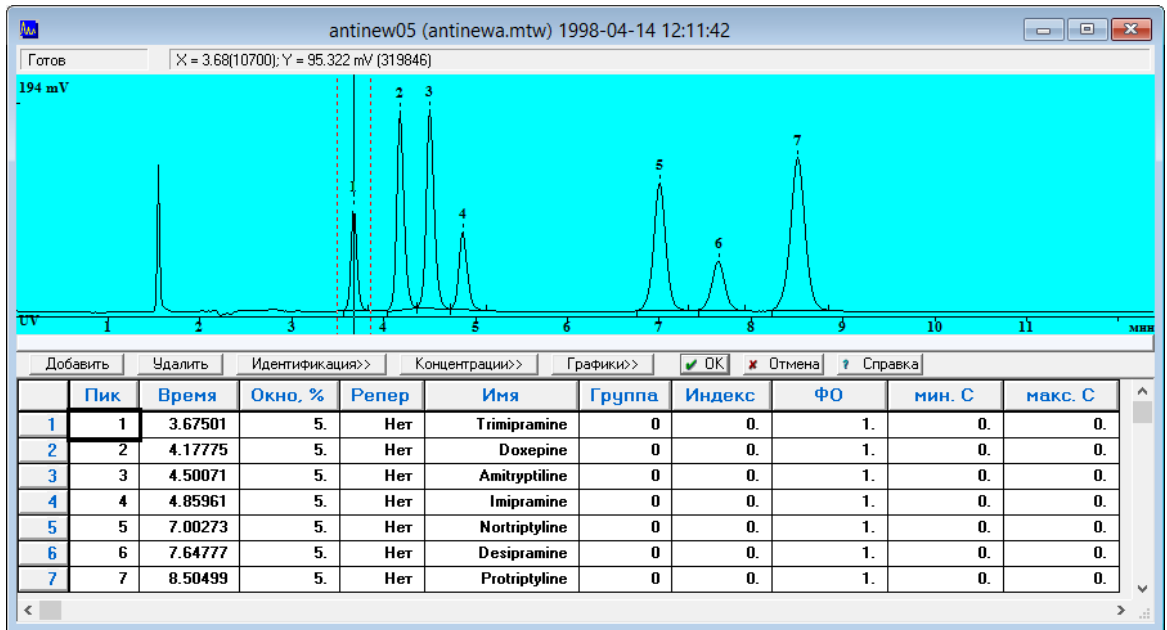 antinew05 (antinewa.mtw) 1998-04-14 12:11:42
Готов X = 3.68(10700); Y = 95.322 mV (319846)
194 mV
2 3
7
5
1
4
6
UV 1 2 3 4 5 6 7 8 9 10 11 мин
Добавить Удалить Идентификация>> Концентрации>> Графики>> OK Отмена ? Справка
Пик Время Окно, % Репер Имя Группа Индекс ФО мин. С макс. С
1 1 3.67501 5. Нет Trimipramine 0 0. 1. 0. 0.
2 2 4.17775 5. Нет Doxepine 0 0. 1. 0. 0.
3 3 4.50071 5. Нет Amitryptiline 0 0. 1. 0. 0.
4 4 4.85961 5. Нет Imipramine 0 0. 1. 0. 0.
5 5 7.00273 5. Нет Nortriptyline 0 0. 1. 0. 0.
6 6 7.64777 5. Нет Desipramine 0 0. 1. 0. 0.
7 7 8.50499 5. Нет Protriptyline 0 0. 1. 0. 0.